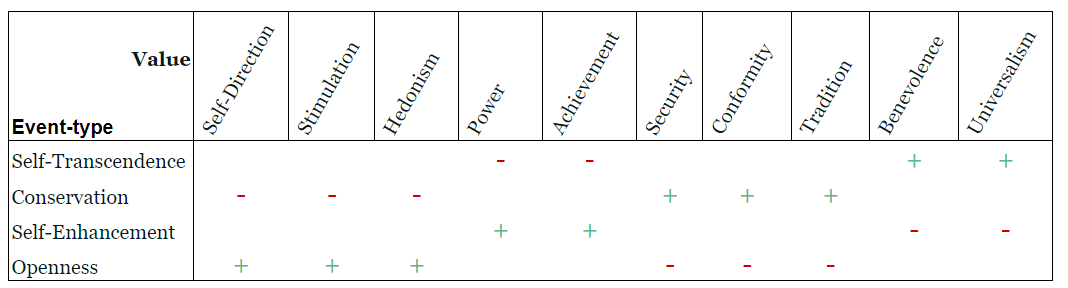 Value Self-Direction Stimulation Hedonism Power Achievement Security Conformity Tradition Benevolence Universalism
Event-type
Self-Transcendence - - + +
Conservation - - - + + +
Self-Enhancement + + - -
Openness + + + - - -